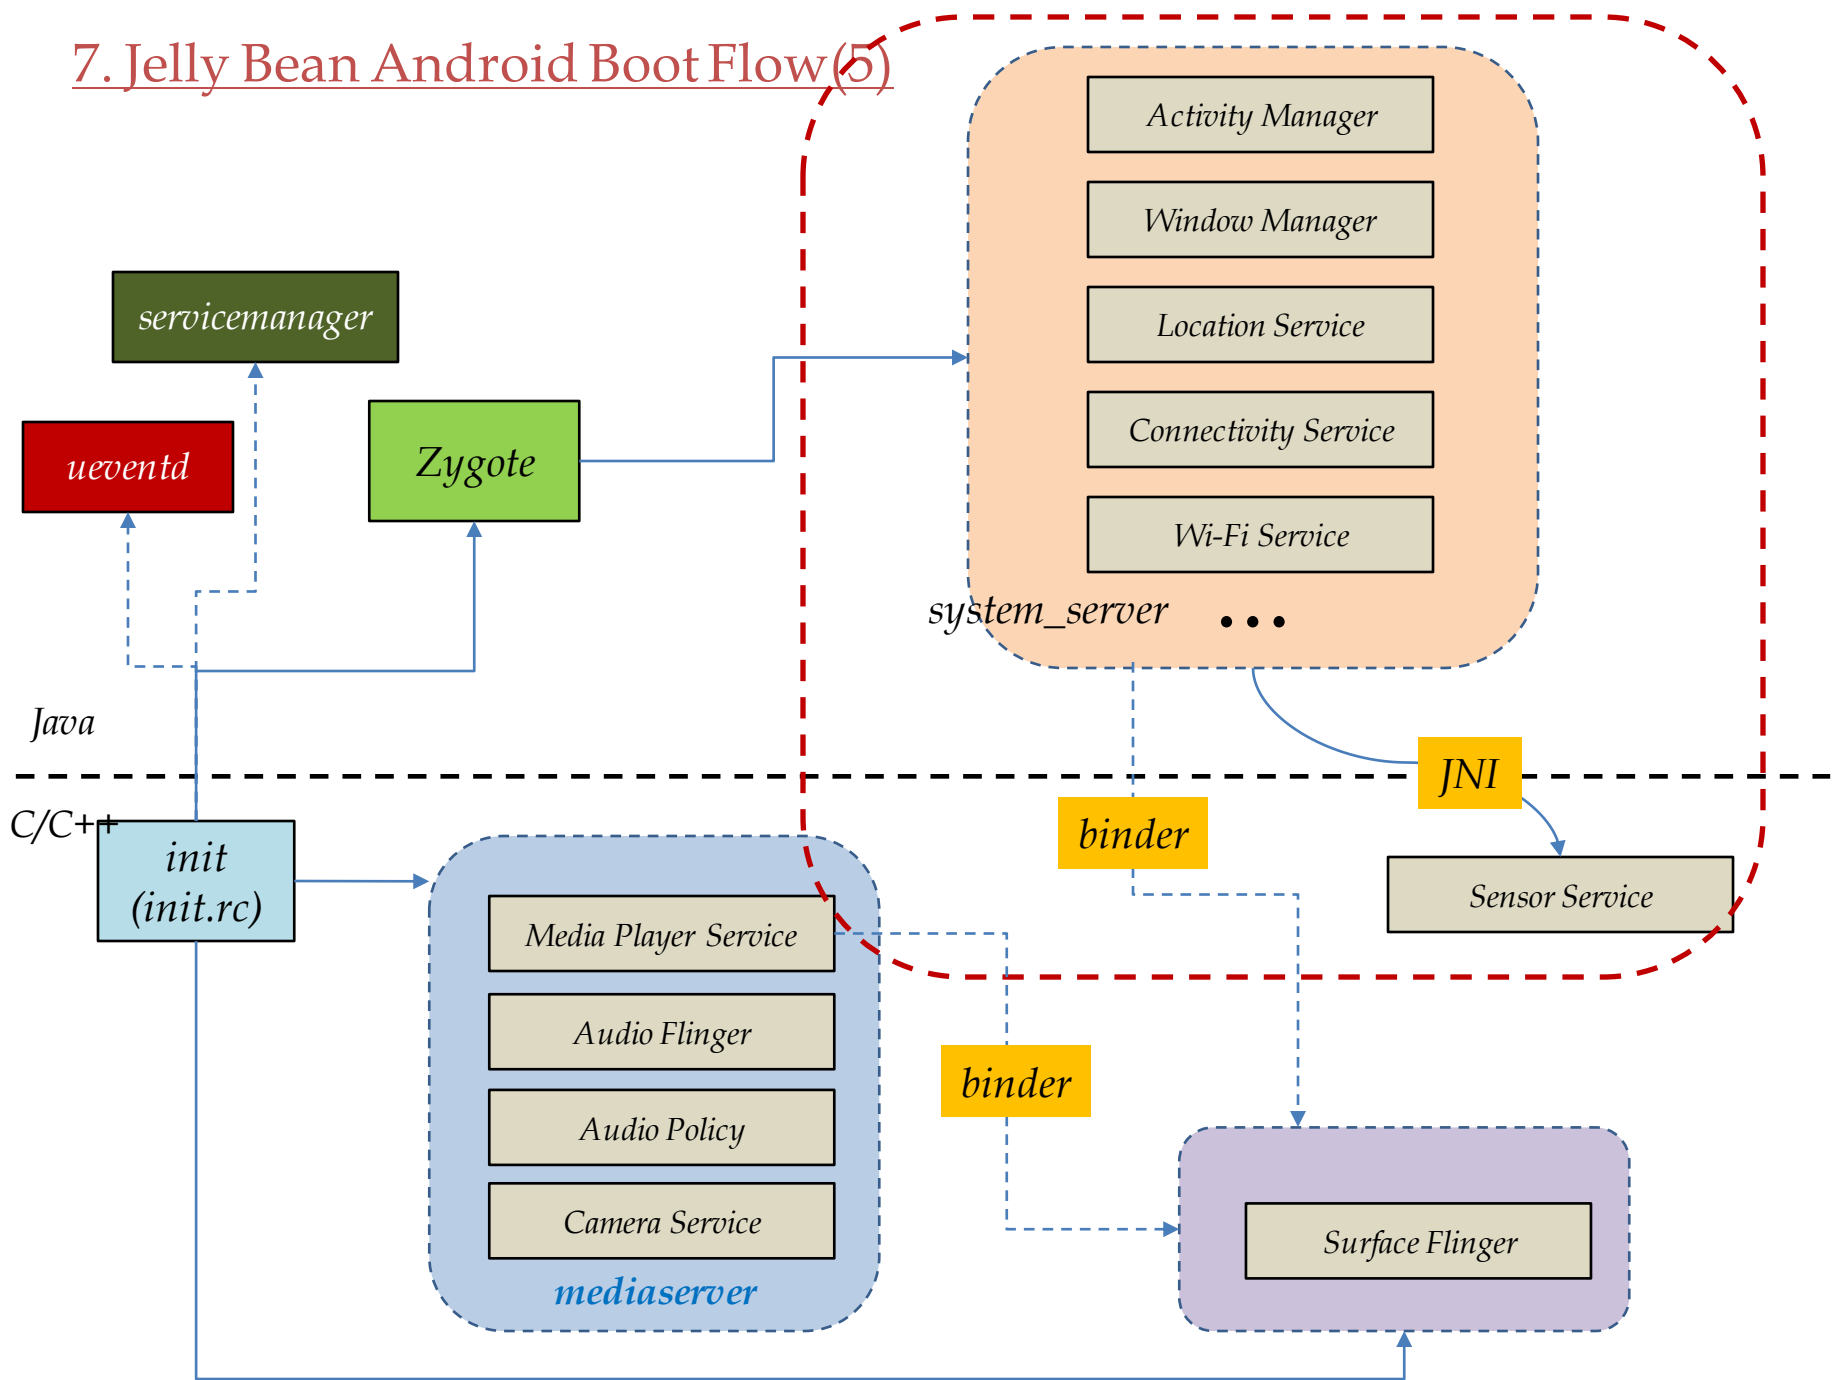 7. Jelly Bean Android Boot Flow(5)
Activity Manager
Window Manager
servicemanager
Location Service
Zygote
Connectivity Service
ueventd
Wi-Fi Service
system_server ...
Java
JNI
C/C++
binder
init
(init.rc)
Sensor Service
Media Player Service
Audio Flinger
binder
Audio Policy
Camera Service
Surface Flinger
mediaserver